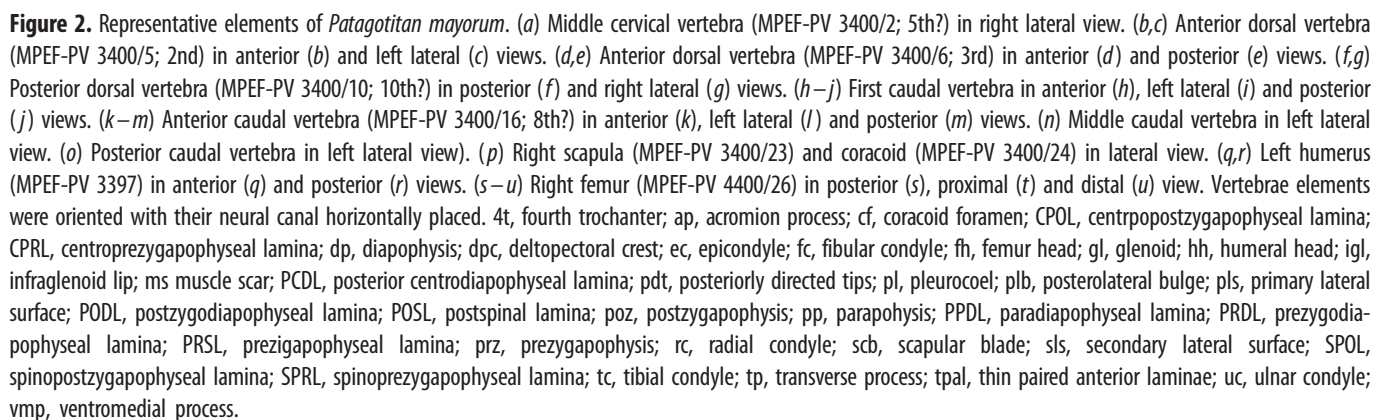 Figure 2. Representative elements of Patagotitan mayorum. (a) Middle cervical vertebra (MPEF-PV 3400/2; 5th?) in right lateral view. (b,c) Anterior dorsal vertebra
(MPEF-PV 3400/5; 2nd) in anterior (b) and left lateral (c) views. (d,e) Anterior dorsal vertebra (MPEF-PV 3400/6; 3rd) in anterior (d) and posterior (e) views. (f,g)
Posterior dorsal vertebra (MPEF-PV 3400/10; 10th?) in posterior (f) and right lateral (g) views. (h–j) First caudal vertebra in anterior (h), left lateral (i) and posterior
(j) views. (k–m) Anterior caudal vertebra (MPEF-PV 3400/16; 8th?) in anterior (k), left lateral (l) and posterior (m) views. (n) Middle caudal vertebra in left lateral
view. (o) Posterior caudal vertebra in left lateral view). (p) Right scapula (MPEF-PV 3400/23) and coracoid (MPEF-PV 3400/24) in lateral view. (q,r) Left humerus
(MPEF-PV 3397) in anterior (q) and posterior (r) views. (s–u) Right femur (MPEF-PV 4400/26) in posterior (s), proximal (t) and distal (u) view. Vertebrae elements
were oriented with their neural canal horizontally placed. 4t, fourth trochanter; ap, acromion process; cf, coracoid foramen; CPOL, centrpopostzygapophyseal lamina;
CPRL, centroprezygapophyseal lamina; dp, diapophysis; dpc, deltopectoral crest; ec, epicondyle; fc, fibular condyle; fh, femur head; gl, glenoid; hh, humeral head; igl,
infraglenoid lip; ms muscle scar; PCDL, posterior centrodiapophyseal lamina; pdt, posteriorly directed tips; pl, pleurocoel; plb, posterolateral bulge; pls, primary lateral
surface; PODL, postzygodiapophyseal lamina; POSL, postspinal lamina; poz, postzygapophysis; pp, parapohysis; PPDL, paradiapophyseal lamina; PRDL, prezygodia-
pophyseal lamina; PRSL, prezigapophyseal lamina; prz, prezygapophysis; rc, radial condyle; scb, scapular blade; sls, secondary lateral surface; SPOL,
spinopostzygapophyseal lamina; SPRL, spinoprezygapophyseal lamina; tc, tibial condyle; tp, transverse process; tpal, thin paired anterior laminae; uc, ulnar condyle;
vmp, ventromedial process.